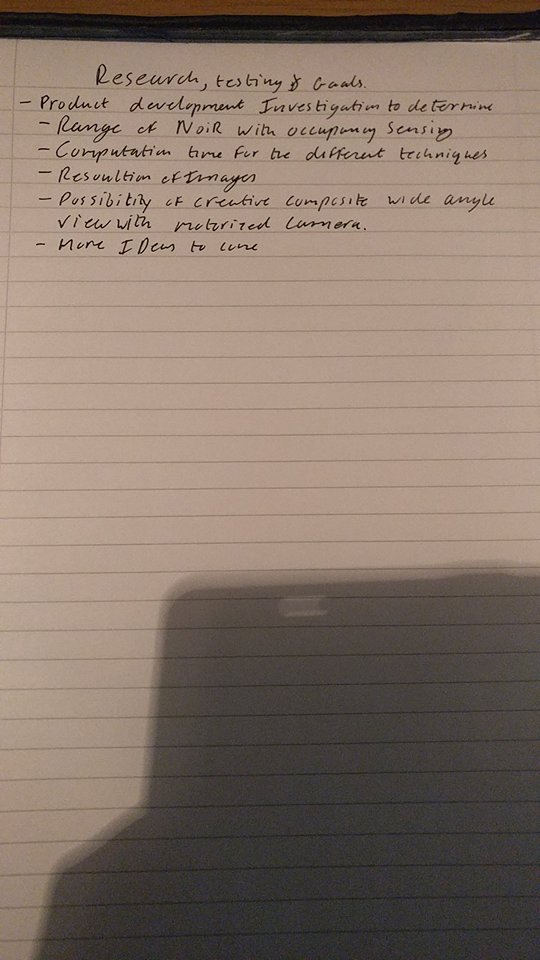 Research, testing & Goals.
- Product development Investigation to determine
- Range of NoiR with occupancy sensing
- Computation time for the different techniques
- Resoultion of Images
- Possibility of creative composite wide angle
view with motorized Camera.
- More IDeas to come